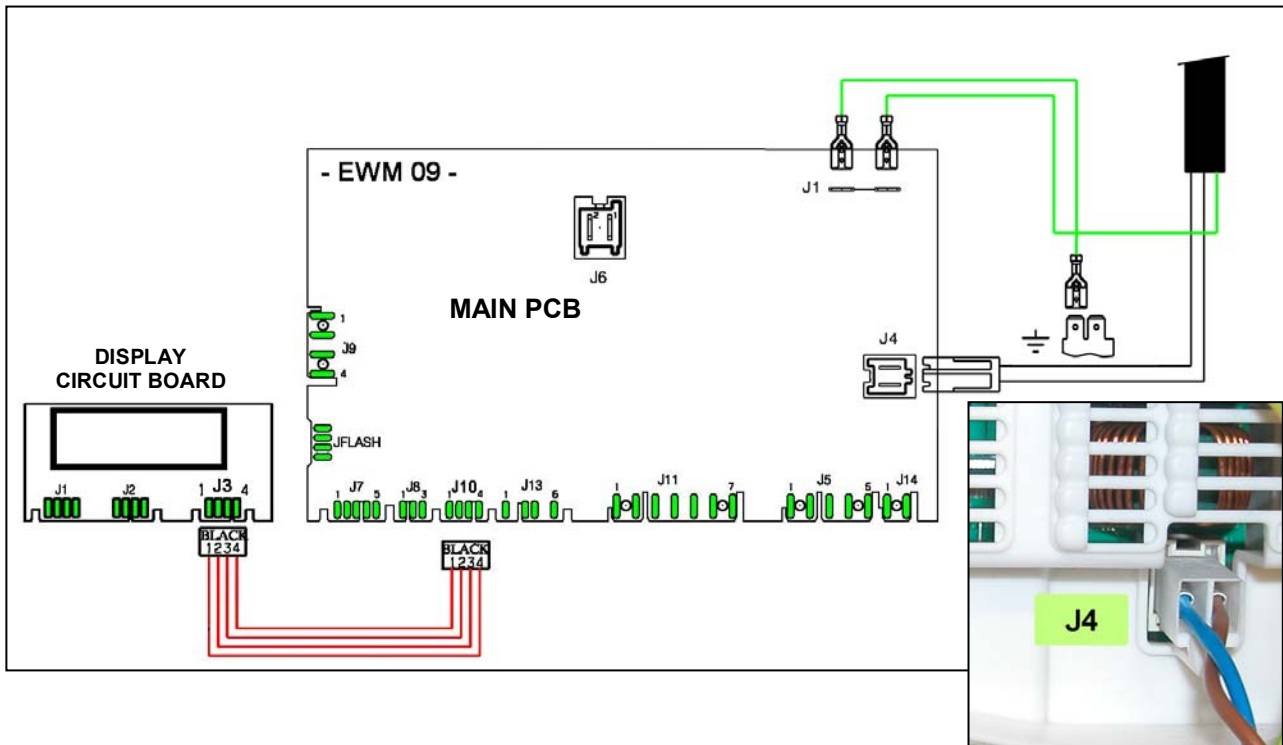 - EWM 09 -
J1
2 1
J6
MAIN PCB
1
J9
4
J4
DISPLAY
CIRCUIT BOARD
JFLASH
J1
J2
1 J3 4
1 J7 5
1 J8 3
J10
1 4
J13
1 6
J11
1 7
J5
1 5
J14
BLACK
1234
BLACK
1234
J4